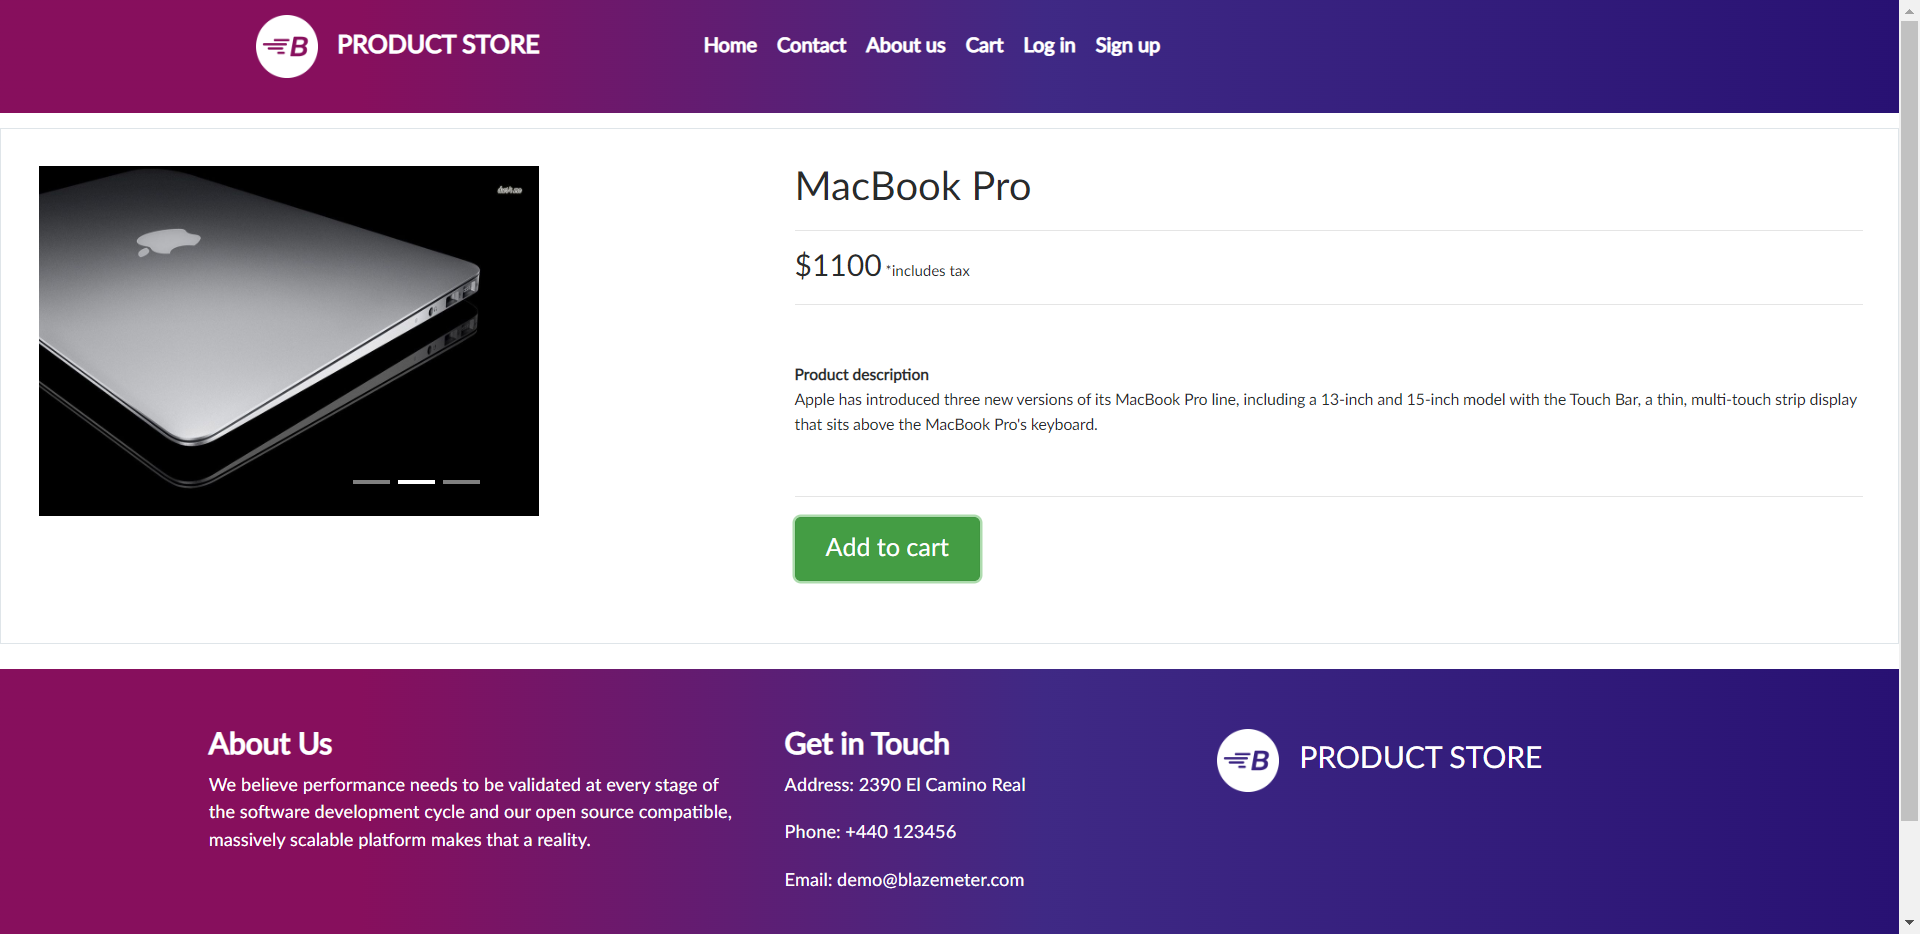 B PRODUCT STORE
Home Contact About us Cart Log in Sign up
MacBook Pro
$1100 *includes tax
Product description
Apple has introduced three new versions of its MacBook Pro line, including a 13-inch and 15-inch model with the Touch Bar, a thin, multi-touch strip display
that sits above the MacBook Pro's keyboard.
Add to cart
About Us
We believe performance needs to be validated at every stage of
the software development cycle and our open source compatible,
massively scalable platform makes that a reality.
Get in Touch
Address: 2390 El Camino Real
Phone: +440 123456
Email: demo@blazemeter.com
B PRODUCT STORE